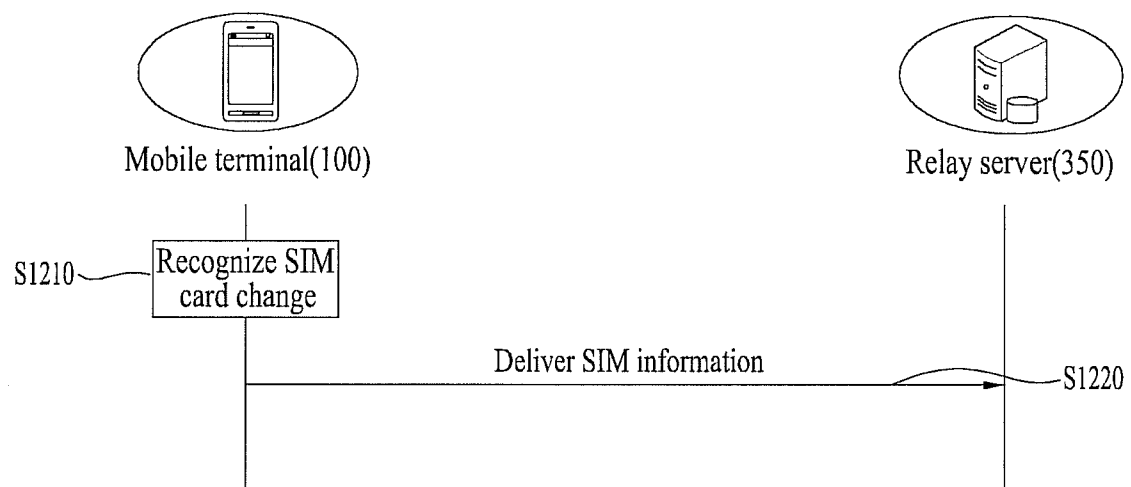 Mobile terminal(100)
Relay server(350)
S1210
Recognize SIM
card change
Deliver SIM information
S1220